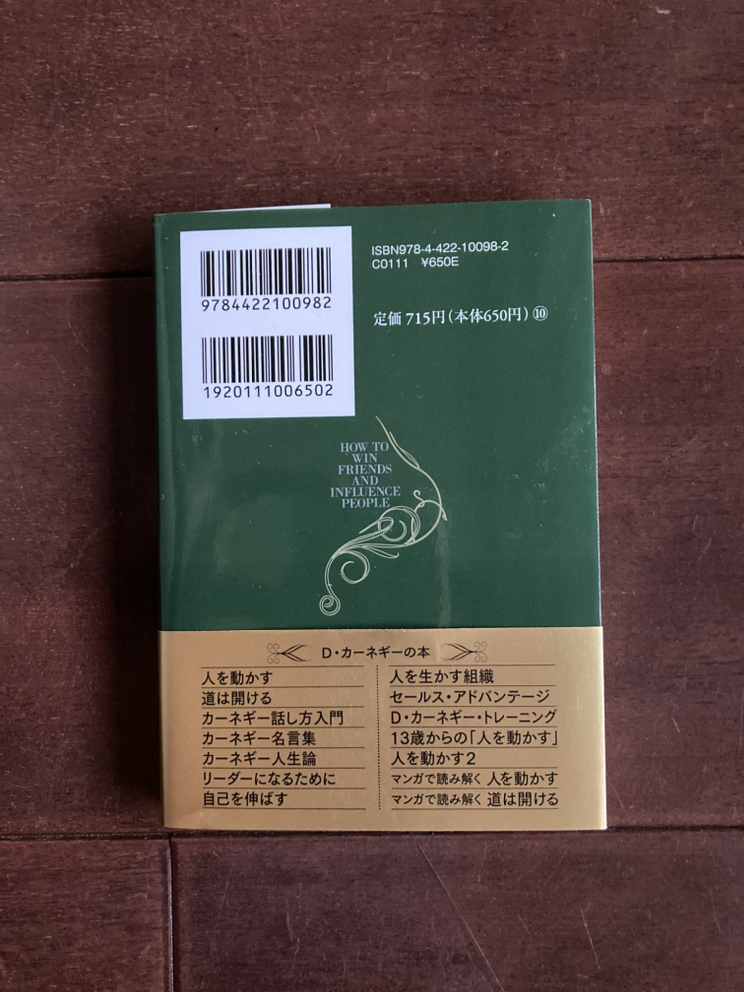 9784422100982
1920111006502
ISBN978-4-422-10098-2
C0111 ¥650E
定価 715円(本体650円)⑩
HOW TO
WIN
FRIENDS
AND
INFLUENCE
PEOPLE
D・カーネギーの本
人を動かす
道は開ける
カーネギー話し方入門
カーネギー名言集
カーネギー人生論
リーダーになるために
自己を伸ばす
人を生かす組織
セールス・アドバンテージ
D・カーネギー・トレーニング
13歳からの「人を動かす」
人を動かす2
マンガで読み解く 人を動かす
マンガで読み解く 道は開ける